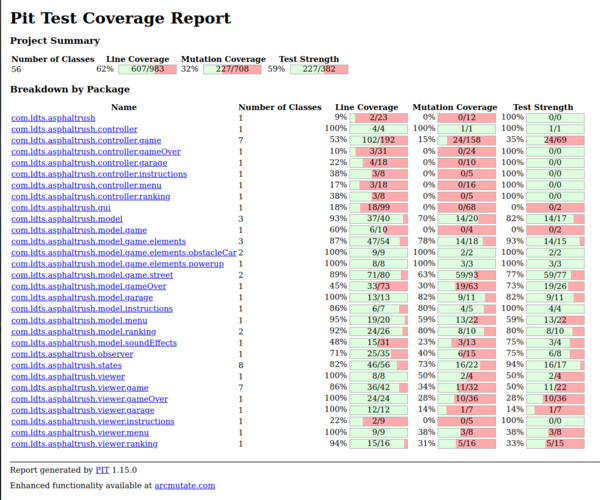 Pit Test Coverage Report
Project Summary
Number of Classes Line Coverage Mutation Coverage Test Strength
56 62% 607/983 32% 227/708 59% 227/382
Breakdown by Package
Name Number of Classes Line Coverage Mutation Coverage Test Strength
com.ldts.asphaltrush 1 9% 2/23 0% 0/12 100% 0/0
com.ldts.asphaltrush.controller 1 100% 4/4 100% 1/1 100% 1/1
com.ldts.asphaltrush.controller.game 7 53% 102/192 15% 24/158 35% 24/69
com.ldts.asphaltrush.controller.gameOver 1 10% 3/31 0% 0/24 100% 0/0
com.ldts.asphaltrush.controller.garage 1 22% 4/18 0% 0/10 100% 0/0
com.ldts.asphaltrush.controller.instructions 1 38% 3/8 0% 0/5 100% 0/0
com.ldts.asphaltrush.controller.menu 1 17% 3/18 0% 0/16 100% 0/0
com.ldts.asphaltrush.controller.ranking 1 38% 3/8 0% 0/5 100% 0/0
com.ldts.asphaltrush.gui 1 18% 18/99 0% 0/68 0% 0/2
com.ldts.asphaltrush.model 3 93% 37/40 70% 14/20 82% 14/17
com.ldts.asphaltrush.model.game 1 60% 6/10 0% 0/4 0% 0/2
com.ldts.asphaltrush.model.game.elements 3 87% 47/54 78% 14/18 93% 14/15
com.ldts.asphaltrush.model.game.elements.obstacleCar 2 100% 9/9 100% 2/2 100% 2/2
com.ldts.asphaltrush.model.game.elements.powerup 1 100% 8/8 100% 3/3 100% 3/3
com.ldts.asphaltrush.model.game.street 2 89% 71/80 63% 59/93 77% 59/77
com.ldts.asphaltrush.model.gameOver 1 45% 33/73 30% 19/63 73% 19/26
com.ldts.asphaltrush.model.garage 1 100% 13/13 82% 9/11 82% 9/11
com.ldts.asphaltrush.model.instructions 1 86% 6/7 80% 4/5 100% 4/4
com.ldts.asphaltrush.model.menu 1 95% 19/20 59% 13/22 59% 13/22
com.ldts.asphaltrush.model.ranking 2 92% 24/26 80% 8/10 80% 8/10
com.ldts.asphaltrush.model.soundEffects 1 48% 15/31 23% 3/13 75% 3/4
com.ldts.asphaltrush.observer 1 71% 25/35 40% 6/15 75% 6/8
com.ldts.asphaltrush.states 8 82% 46/56 73% 16/22 94% 16/17
com.ldts.asphaltrush.viewer 1 100% 8/8 50% 2/4 50% 2/4
com.ldts.asphaltrush.viewer.game 7 86% 36/42 34% 11/32 50% 11/22
com.ldts.asphaltrush.viewer.gameOver 1 100% 24/24 28% 10/36 28% 10/36
com.ldts.asphaltrush.viewer.garage 1 100% 12/12 14% 1/7 14% 1/7
com.ldts.asphaltrush.viewer.instructions 1 22% 2/9 0% 0/5 100% 0/0
com.ldts.asphaltrush.viewer.menu 1 100% 9/9 38% 3/8 38% 3/8
com.ldts.asphaltrush.viewer.ranking 1 94% 15/16 31% 5/16 33% 5/15
Report generated by PIT 1.15.0
Enhanced functionality available at arcmutate.com